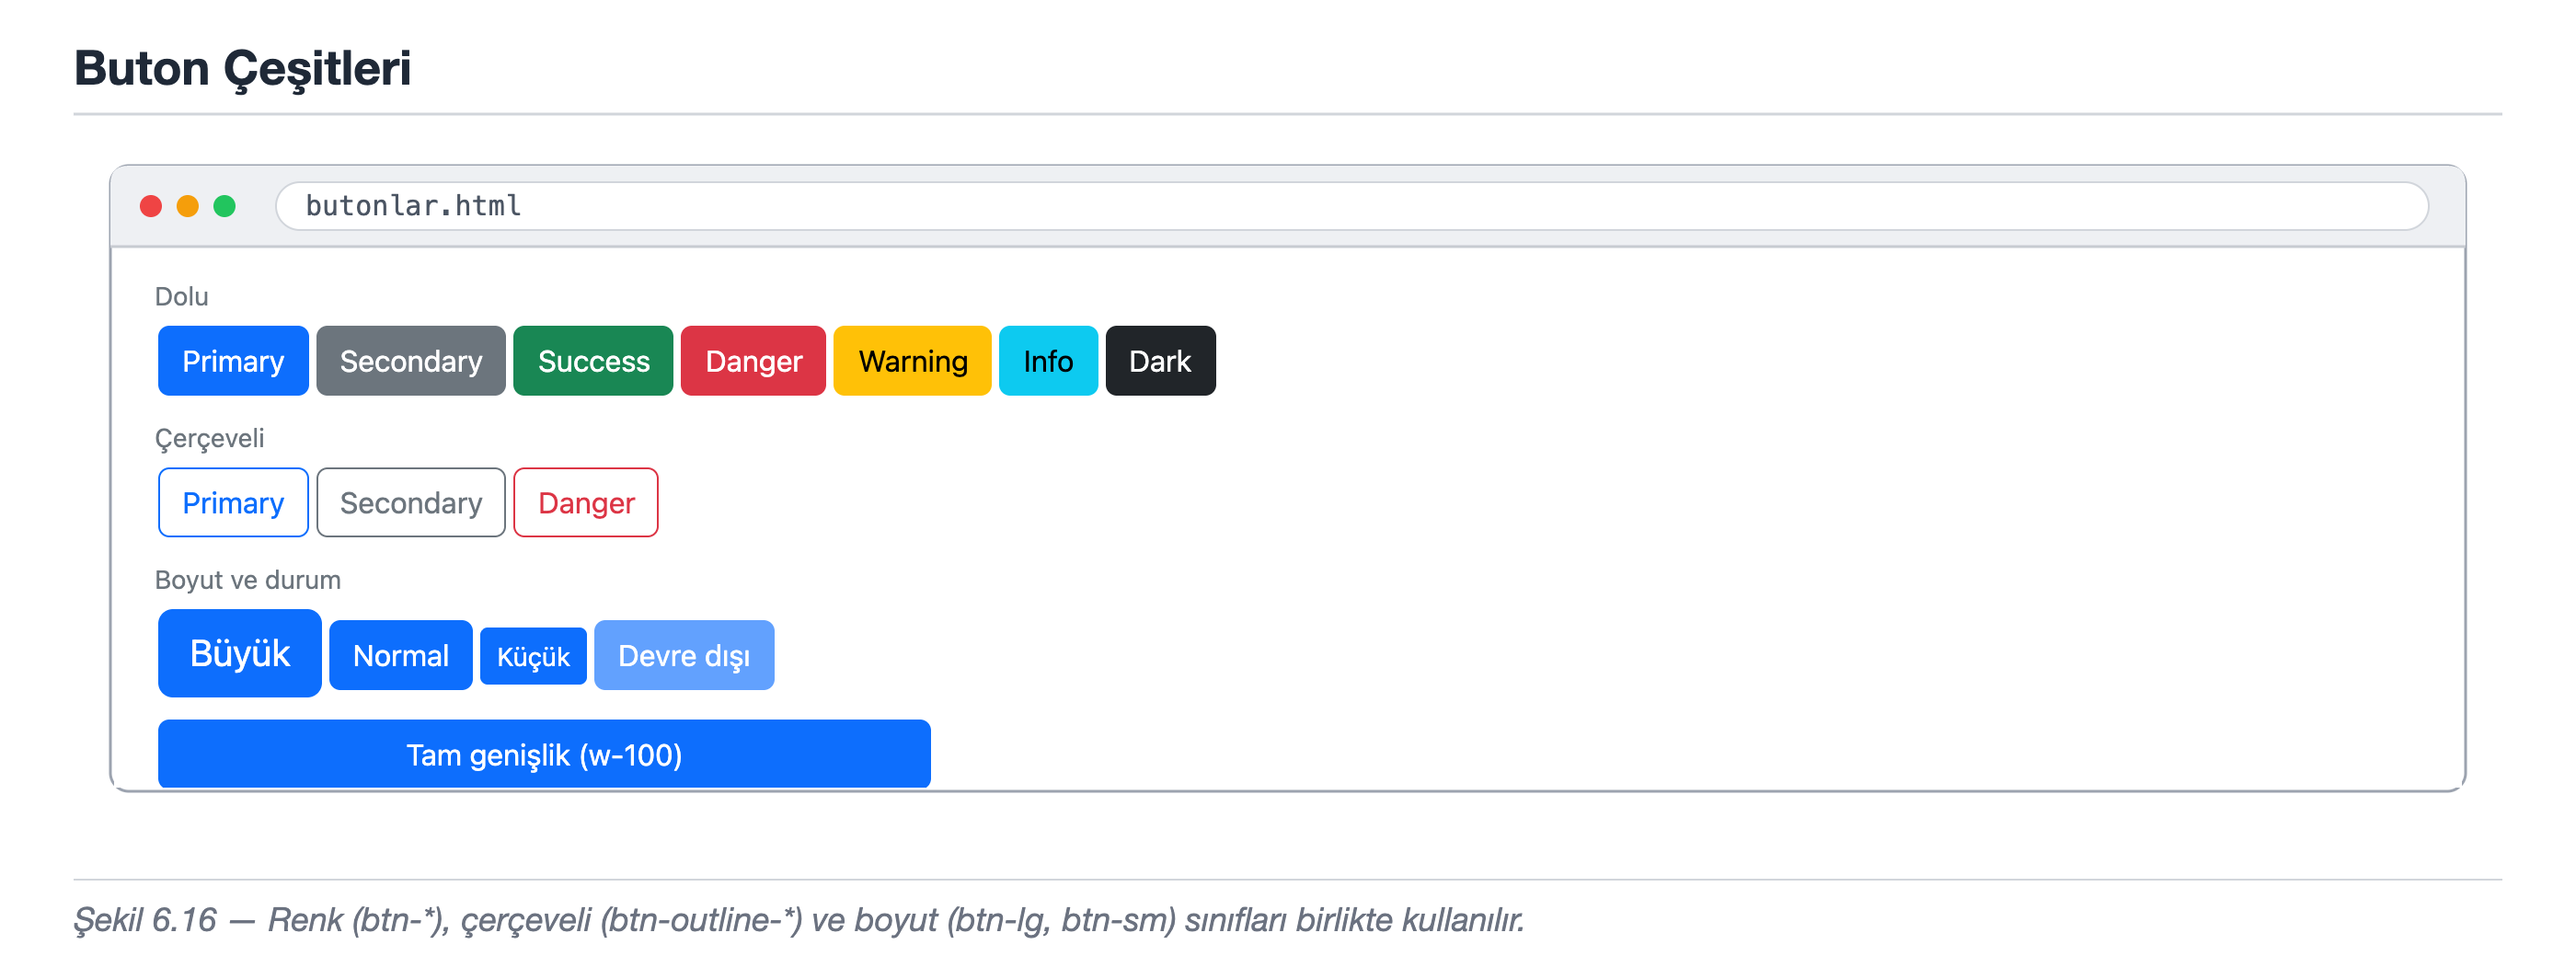 Buton Çeşitleri
butonlar.html
Dolu
Primary Secondary Success Danger Warning Info Dark
Çerçeveli
Primary Secondary Danger
Boyut ve durum
Büyük Normal Küçük Devre dışı
Tam genişlik (w-100)
Şekil 6.16 — Renk (btn-*), çerçeveli (btn-outline-*) ve boyut (btn-lg, btn-sm) sınıfları birlikte kullanılır.